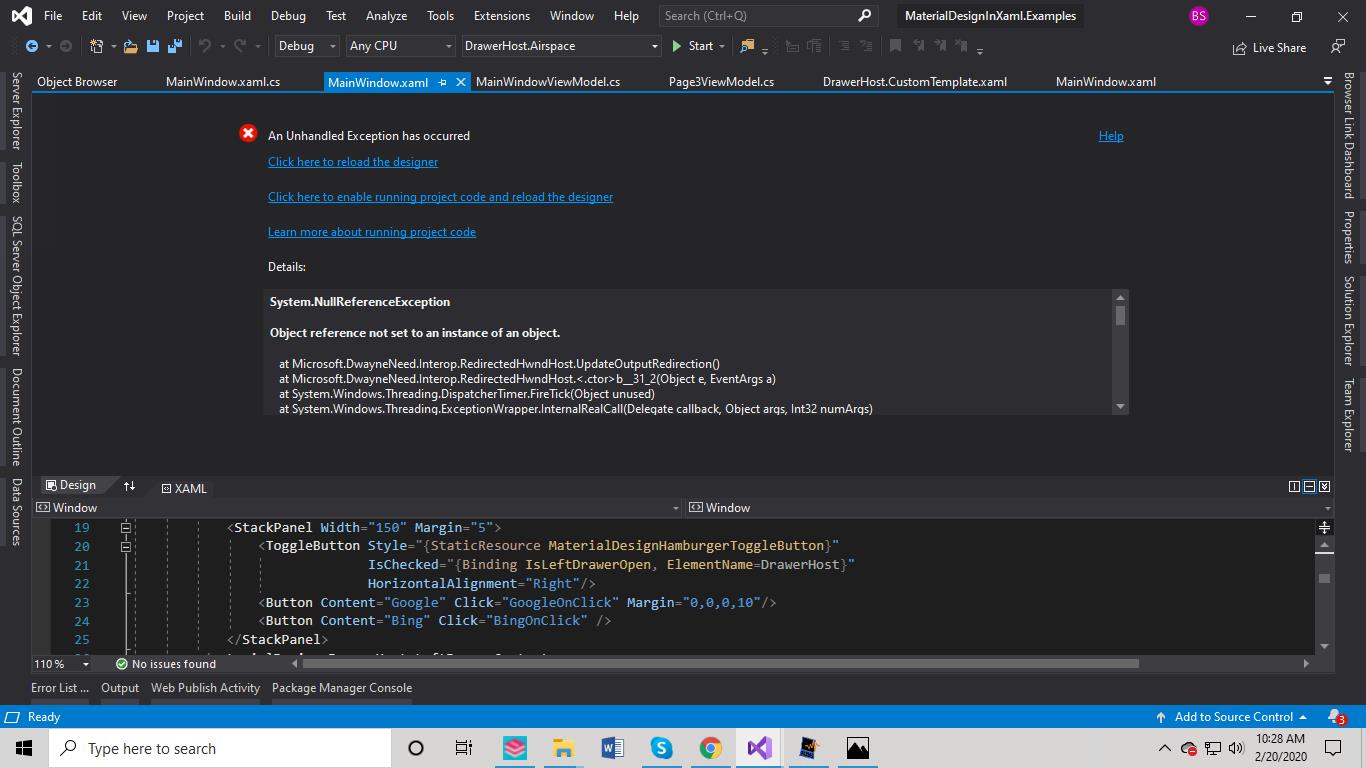 File Edit View Project Build Debug Test Analyze Tools Extensions Window Help Search (Ctrl+Q) MaterialDesignInXaml.Examples BS
Debug Any CPU DrawerHost.Airspace Start Live Share
Object Browser MainWindow.xaml.cs MainWindow.xaml MainWindowViewModel.cs Page3ViewModel.cs DrawerHost.CustomTemplate.xaml MainWindow.xaml
Server Explorer
Toolbox
SQL Server Object Explorer
Document Outline
Data Sources
An Unhandled Exception has occurred Help
Click here to reload the designer
Click here to enable running project code and reload the designer
Learn more about running project code
Details:
System.NullReferenceException
Object reference not set to an instance of an object.
at Microsoft.DwayneNeed.Interop.RedirectedHwndHost.UpdateOutputRedirection()
at Microsoft.DwayneNeed.Interop.RedirectedHwndHost.<.ctor>b__31_2(Object e, EventArgs a)
at System.Windows.Threading.DispatcherTimer.FireTick(Object unused)
at System.Windows.Threading.ExceptionWrapper.InternalRealCall(Delegate callback, Object args, Int32 numArgs)
Browser Link Dashboard
Properties
Solution Explorer
Team Explorer
Design XAML
Window Window
19 <StackPanel Width="150" Margin="5">
20 <ToggleButton Style="{StaticResource MaterialDesignHamburgerToggleButton}"
21 IsChecked="{Binding IsLeftDrawerOpen, ElementName=DrawerHost}"
22 HorizontalAlignment="Right"/>
23 <Button Content="Google" Click="GoogleOnClick" Margin="0,0,0,10"/>
24 <Button Content="Bing" Click="BingOnClick" />
25 </StackPanel>
110 % No issues found
Error List ... Output Web Publish Activity Package Manager Console
Ready Add to Source Control 3
Type here to search 10:28 AM
2/20/2020